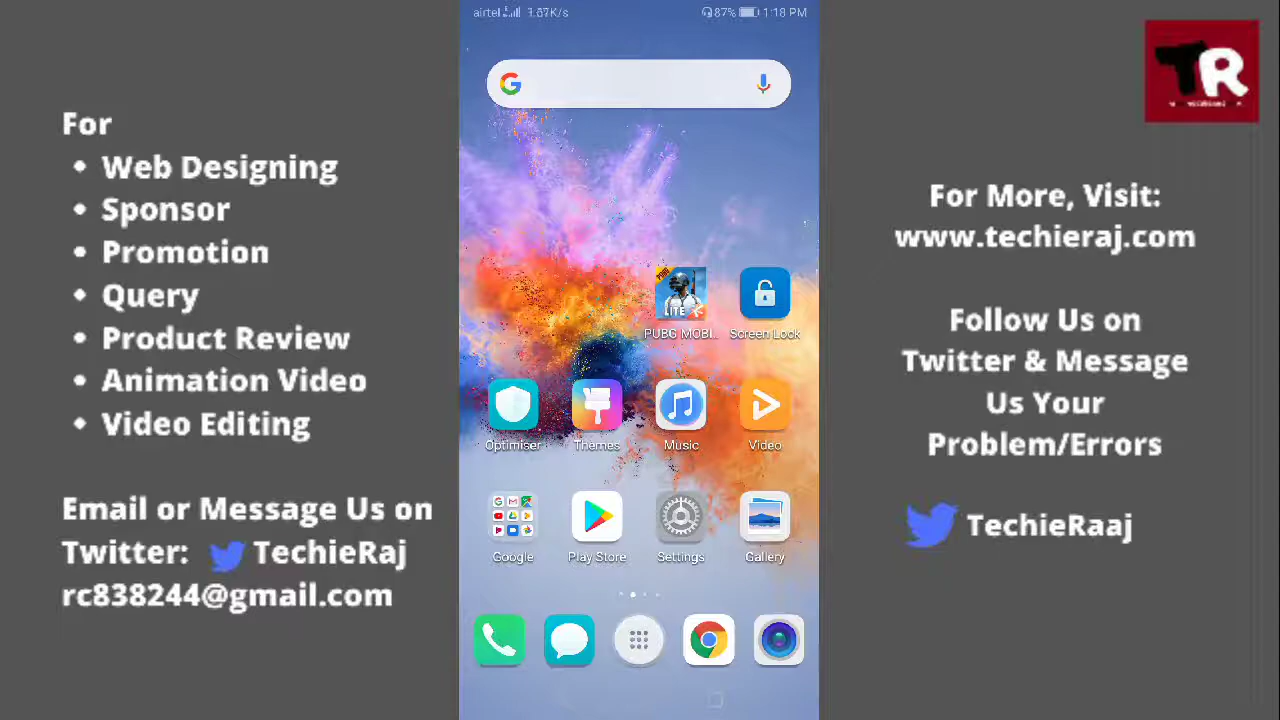 For
• Web Designing
• Sponsor
• Promotion
• Query
• Product Review
• Animation Video
• Video Editing
Email or Message Us on
Twitter: TechieRaj
rc838244@gmail.com
airtel 87% 1:18 PM
PUBG MOBI.. Screen Lock
Optimiser Themes Music Video
Google Play Store Settings Gallery
TR
For More, Visit:
www.techieraj.com
Follow Us on
Twitter & Message
Us Your
Problem/Errors
TechieRaaj